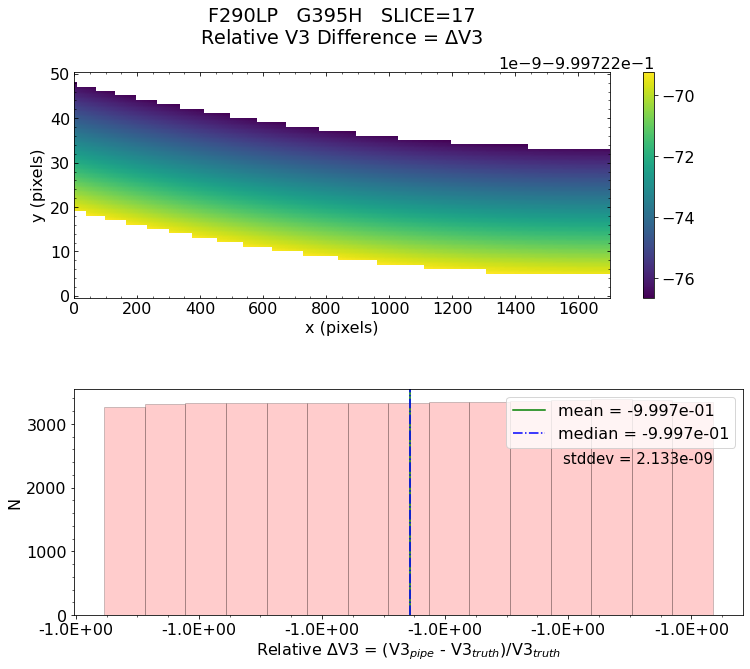 F290LP G395H SLICE=17
Relative V3 Difference = ΔV3
1e−9−9.99722e−1
50
40
30
20
10
0
y (pixels)
0 200 400 600 800 1000 1200 1400 1600
x (pixels)
−70
−72
−74
−76
3000
2000
1000
0
N
mean = -9.997e-01
median = -9.997e-01
stddev = 2.133e-09
-1.0E+00 -1.0E+00 -1.0E+00 -1.0E+00 -1.0E+00 -1.0E+00
Relative ΔV3 = (V3pipe - V3truth)/V3truth